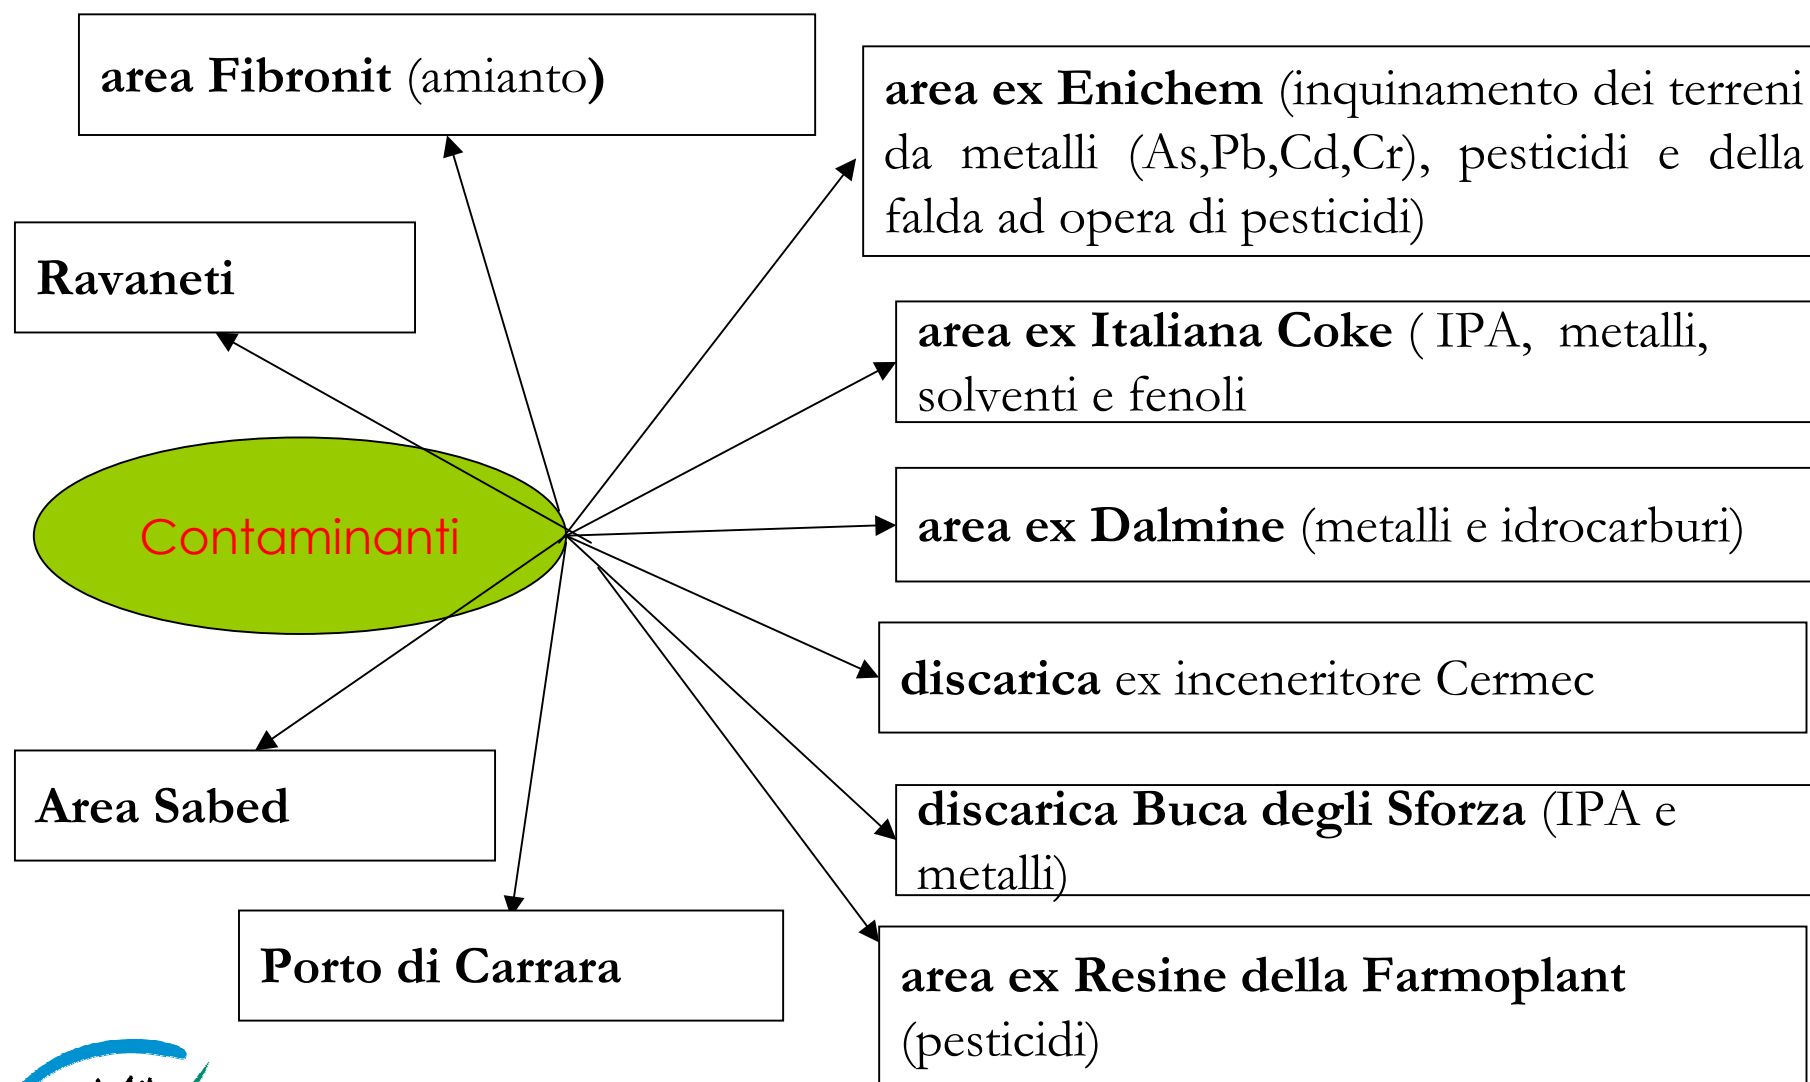 area Fibronit (amianto)
area ex Enichem (inquinamento dei terreni
da metalli (As,Pb,Cd,Cr), pesticidi e della
falda ad opera di pesticidi)
Ravaneti
area ex Italiana Coke ( IPA, metalli,
solventi e fenoli
Contaminanti
area ex Dalmine (metalli e idrocarburi)
discarica ex inceneritore Cermec
Area Sabed
discarica Buca degli Sforza (IPA e
metalli)
Porto di Carrara
area ex Resine della Farmoplant
(pesticidi)